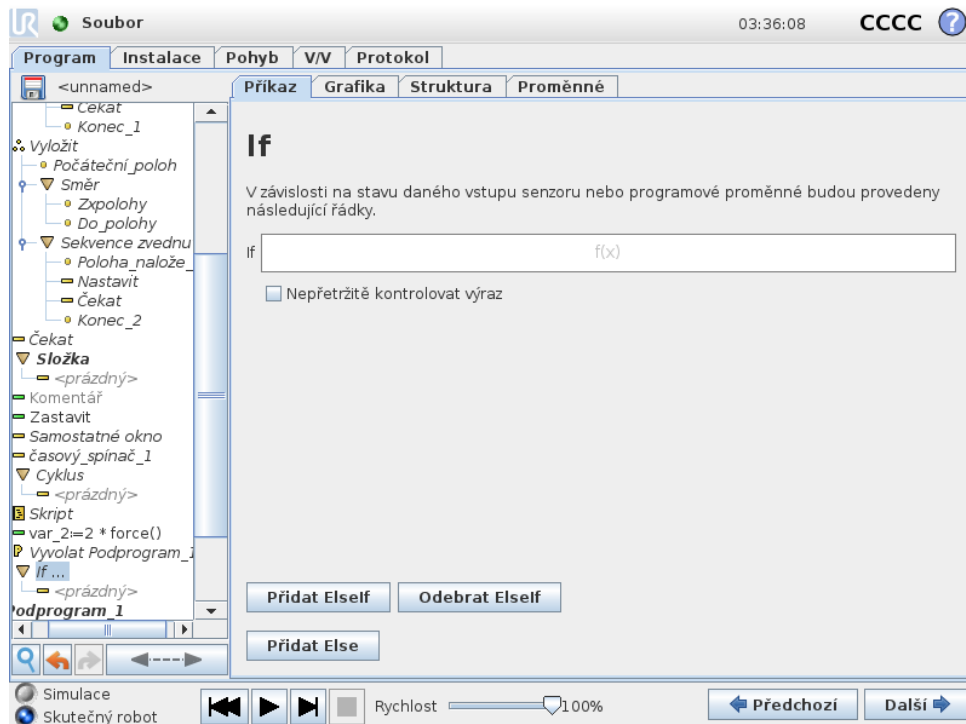 UR Soubor 03:36:08 CCCC ?
Program Instalace Pohyb V/V Protokol
<unnamed>
Příkaz Grafika Struktura Proměnné
Čekat
Konec_1
Vyložit
Počáteční_poloh
Směr
Zxpolohy
Do_polohy
Sekvence zvednu
Poloha_nalože_
Nastavit
Čekat
Konec_2
Čekat
Složka
<prázdný>
Komentář
Zastavit
Samostatné okno
časový_spínač_1
Cyklus
<prázdný>
Skript
var_2:=2 * force()
Vyvolat Podprogram_1
If ...
<prázdný>
Podprogram_1
If
V závislosti na stavu daného vstupu senzoru nebo programové proměnné budou provedeny
následující řádky.
If f(x)
Nepřetržitě kontrolovat výraz
Přidat ElseIf Odebrat ElseIf
Přidat Else
Simulace
Skutečný robot
Rychlost 100%
Předchozí Další